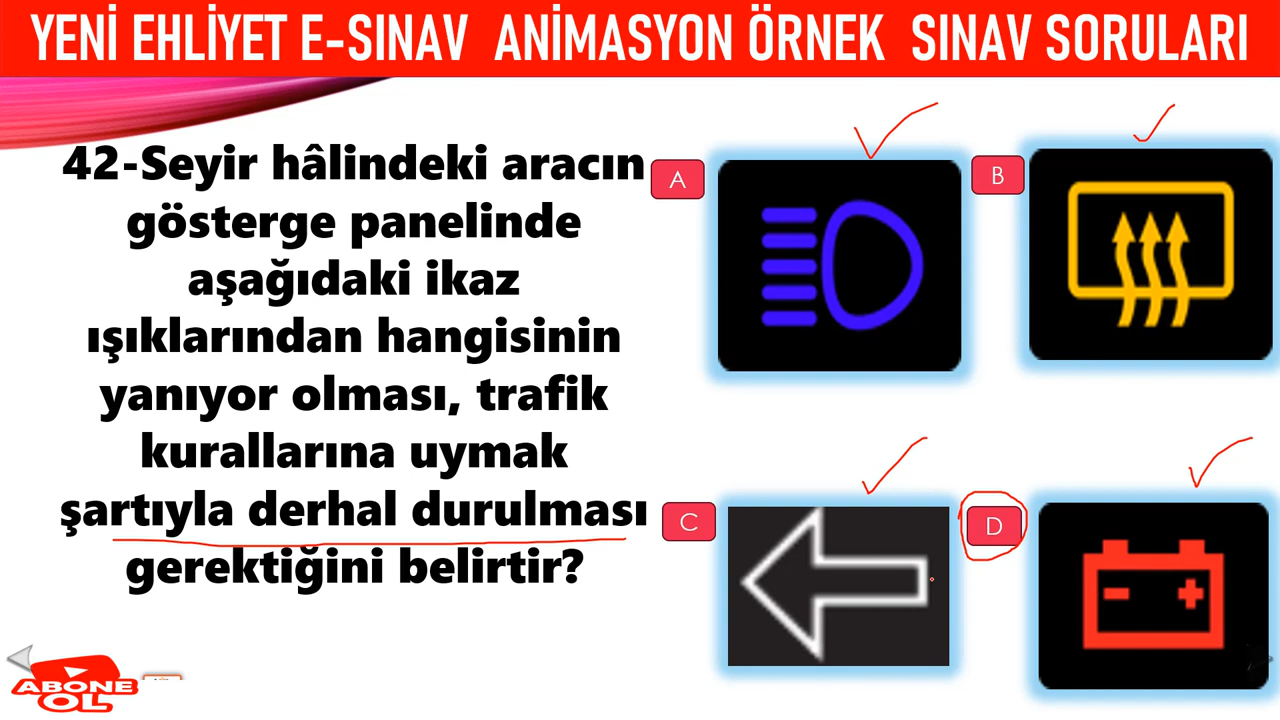 YENİ EHLİYET E-SINAV ANİMASYON ÖRNEK SINAV SORULARI
42-Seyir hâlindeki aracın
gösterge panelinde
aşağıdaki ikaz
ışıklarından hangisinin
yanıyor olması, trafik
kurallarına uymak
şartıyla derhal durulması
gerektiğini belirtir?
A
B
C
D
ABONE
OL